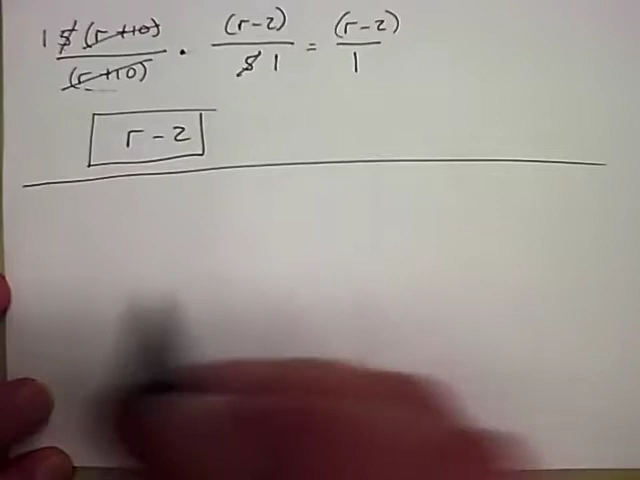 1 5 (r+10) / (r+10) · (r-2) / 5 1 = (r-2) / 1
r-2